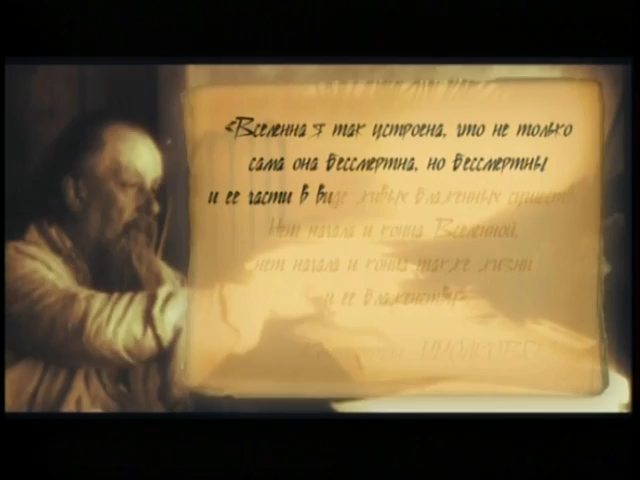 «Вселенная так устроена, что не только
сама она бессмертна, но бессмертны
и ее части в виде живых блаженных существ.
Нет начала и конца Вселенной,
нет начала и конца также жизни
и ее блаженству»